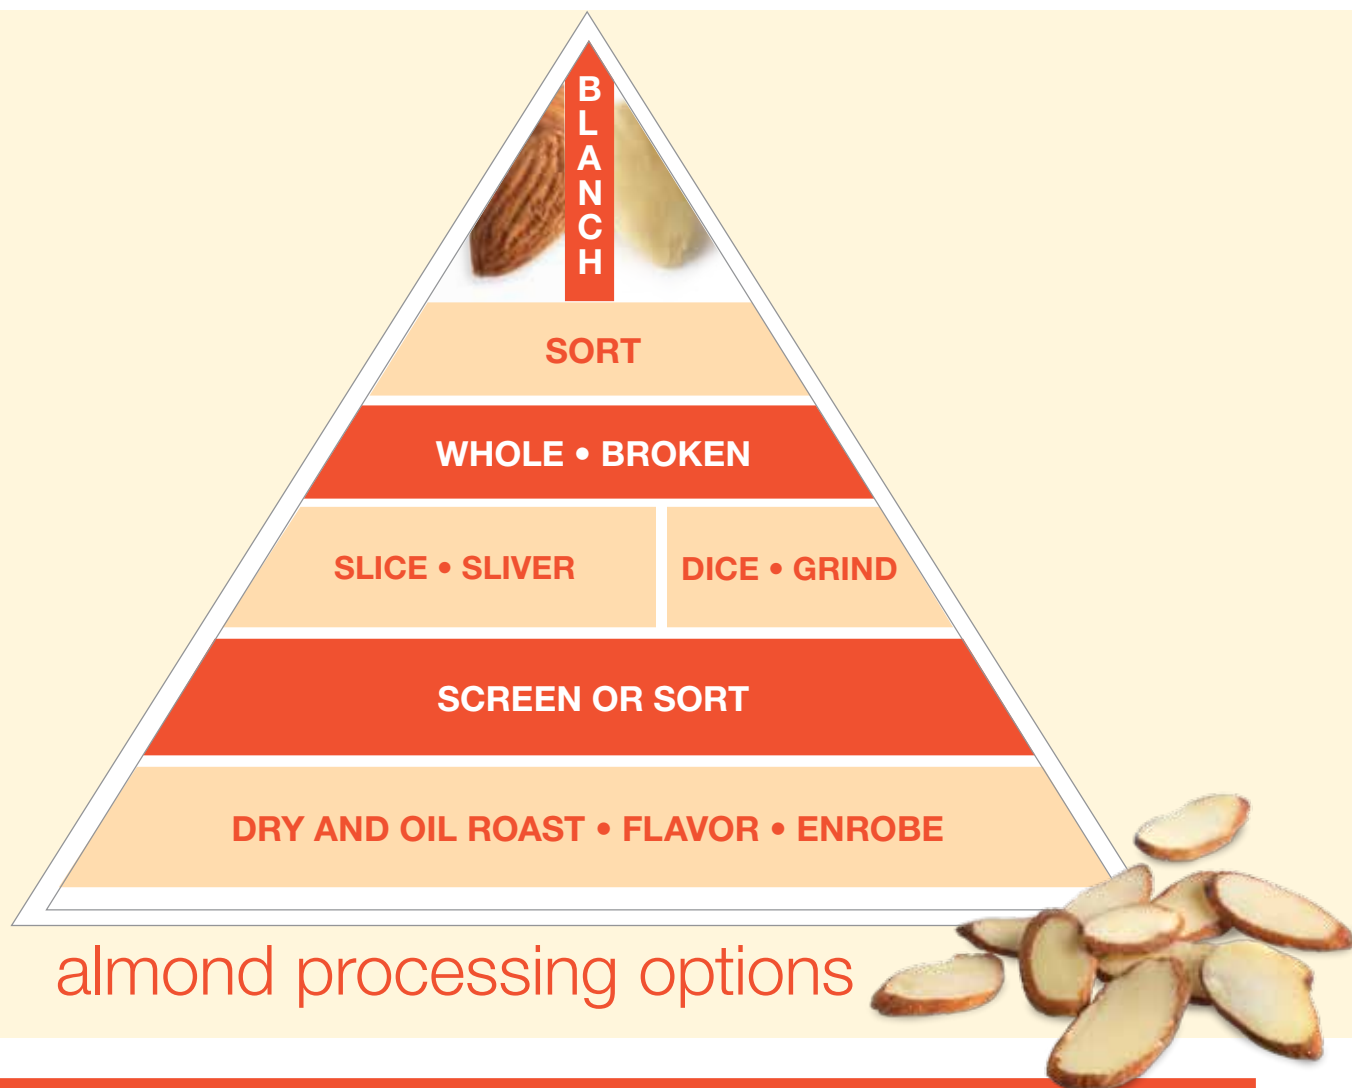 BLANCH
SORT
WHOLE • BROKEN
SLICE • SLIVER
DICE • GRIND
SCREEN OR SORT
DRY AND OIL ROAST • FLAVOR • ENROBE
almond processing options